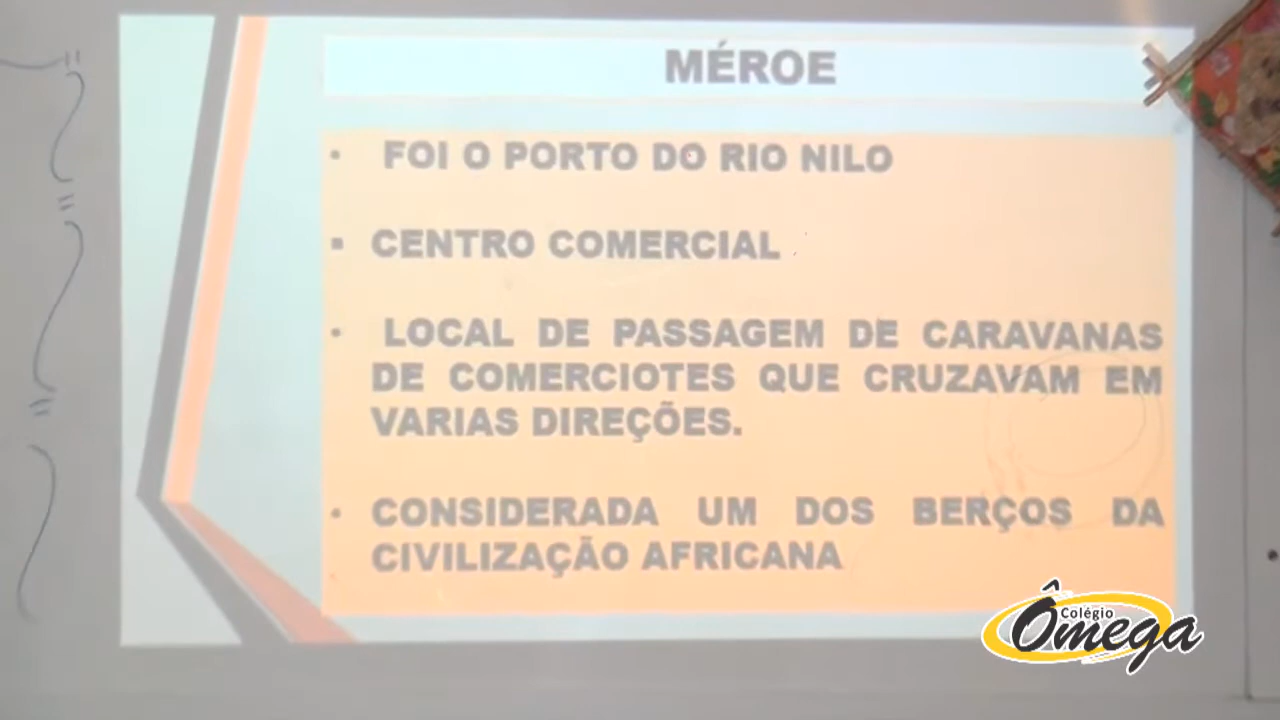 MÉROE
• FOI O PORTO DO RIO NILO
▪ CENTRO COMERCIAL
• LOCAL DE PASSAGEM DE CARAVANAS
DE COMERCIOTES QUE CRUZAVAM EM
VARIAS DIREÇÕES.
• CONSIDERADA UM DOS BERÇOS DA
CIVILIZAÇÃO AFRICANA
Colégio
Ômega